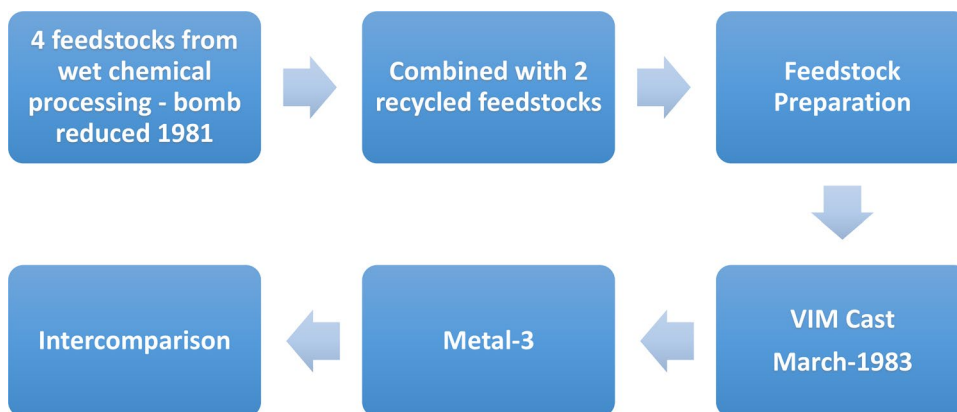 4 feedstocks from
wet chemical
processing - bomb
reduced 1981
Combined with 2
recycled feedstocks
Feedstock
Preparation
VIM Cast
March-1983
Metal-3
Intercomparison